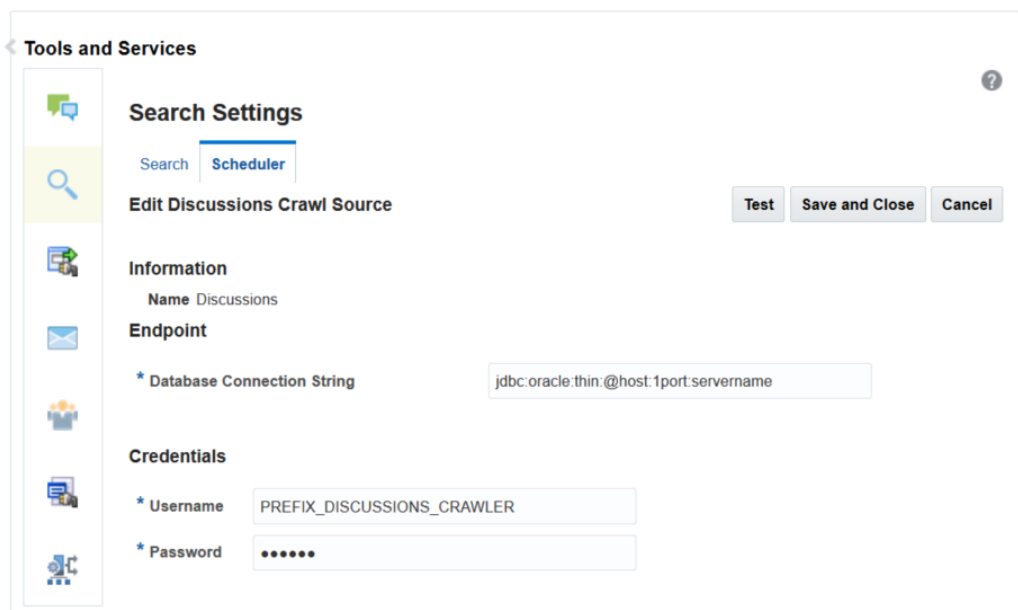 Tools and Services
?
Search Settings
Search Scheduler
Edit Discussions Crawl Source Test Save and Close Cancel
Information
Name Discussions
Endpoint
* Database Connection String jdbc:oracle:thin:@host:1port:servername
Credentials
* Username PREFIX_DISCUSSIONS_CRAWLER
* Password ••••••